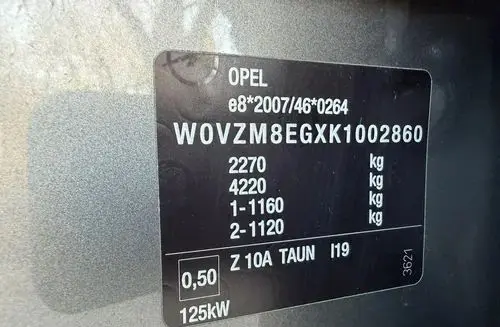 OPEL
e8*2007/46*0264
W0VZM8EGXK1002860
2270 kg
4220 kg
1-1160 kg
2-1120 kg
0,50 Z 10A TAUN I19
3621
125kW